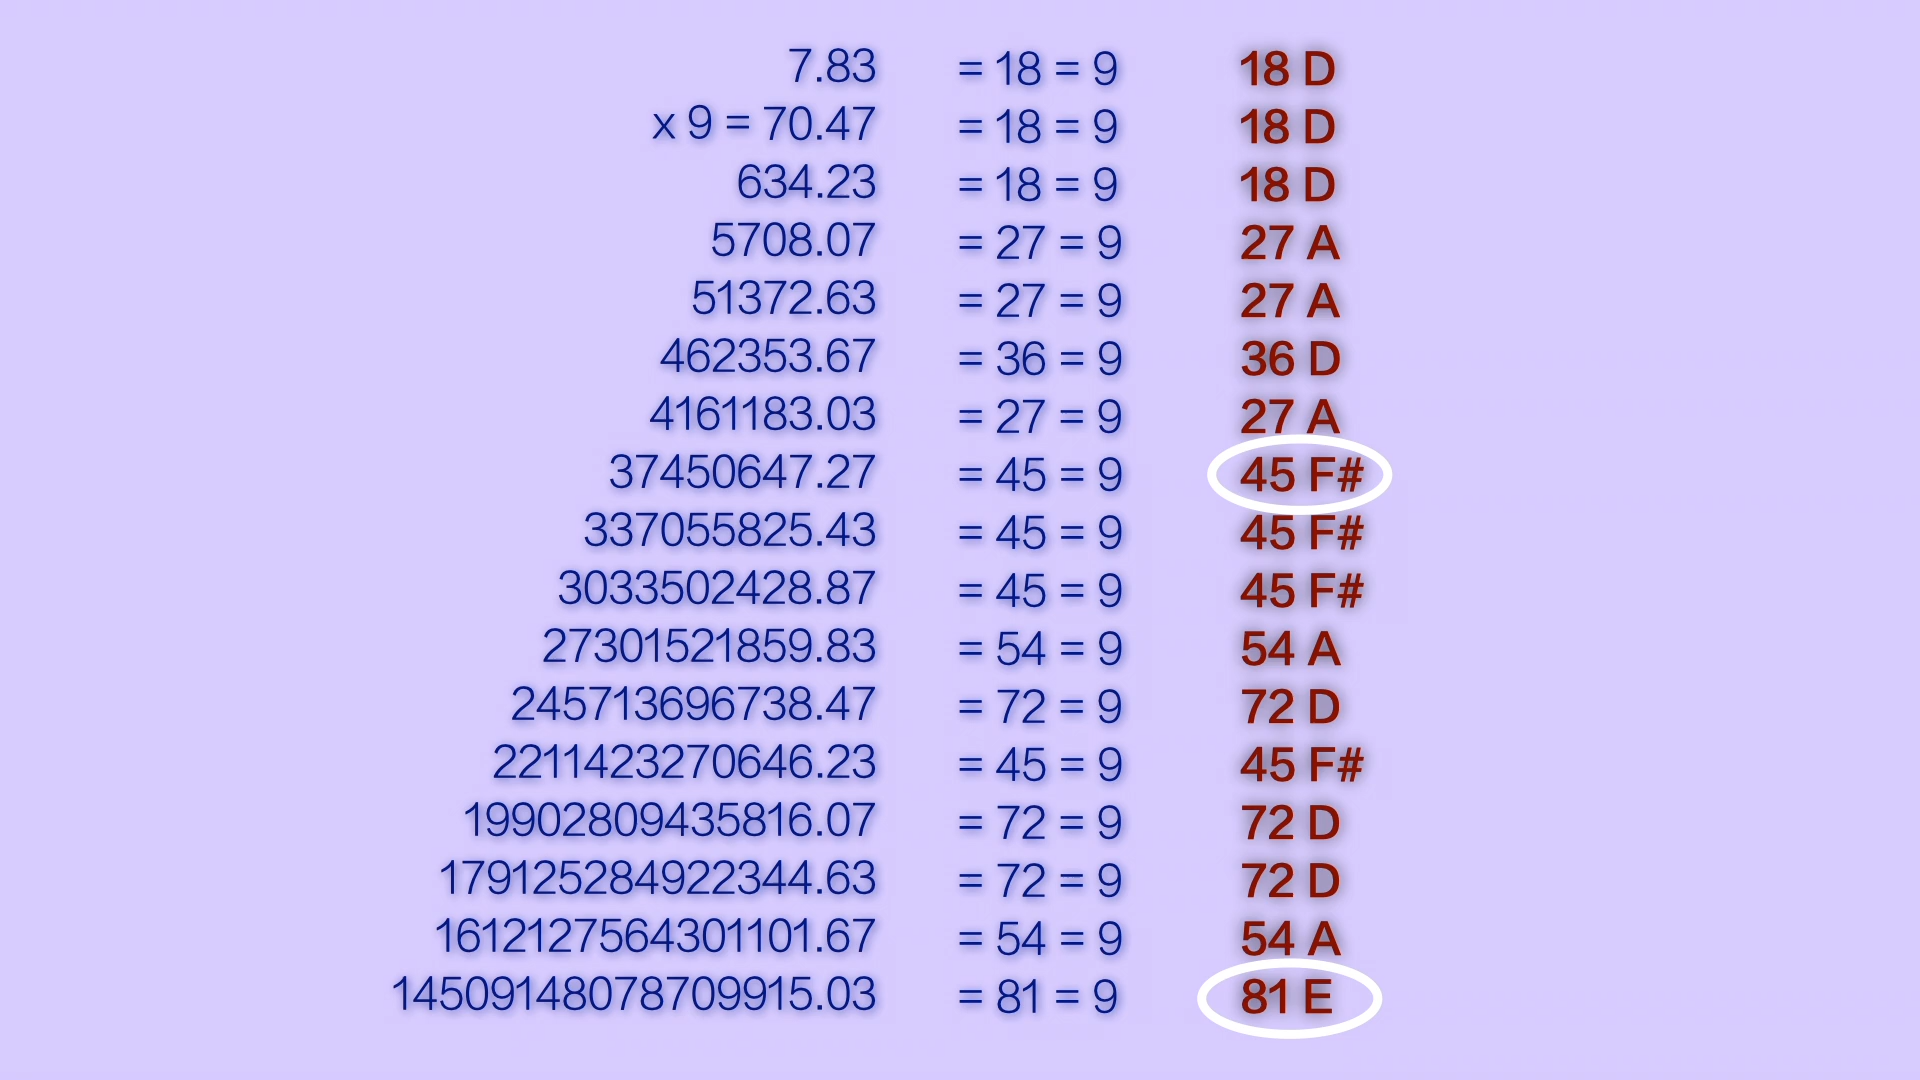 7.83 = 18 = 9 18 D
x 9 = 70.47 = 18 = 9 18 D
634.23 = 18 = 9 18 D
5708.07 = 27 = 9 27 A
51372.63 = 27 = 9 27 A
462353.67 = 36 = 9 36 D
4161183.03 = 27 = 9 27 A
37450647.27 = 45 = 9 45 F#
337055825.43 = 45 = 9 45 F#
3033502428.87 = 45 = 9 45 F#
27301521859.83 = 54 = 9 54 A
245713696738.47 = 72 = 9 72 D
2211423270646.23 = 45 = 9 45 F#
19902809435816.07 = 72 = 9 72 D
179125284922344.63 = 72 = 9 72 D
1612127564301101.67 = 54 = 9 54 A
14509148078709915.03 = 81 = 9 81 E